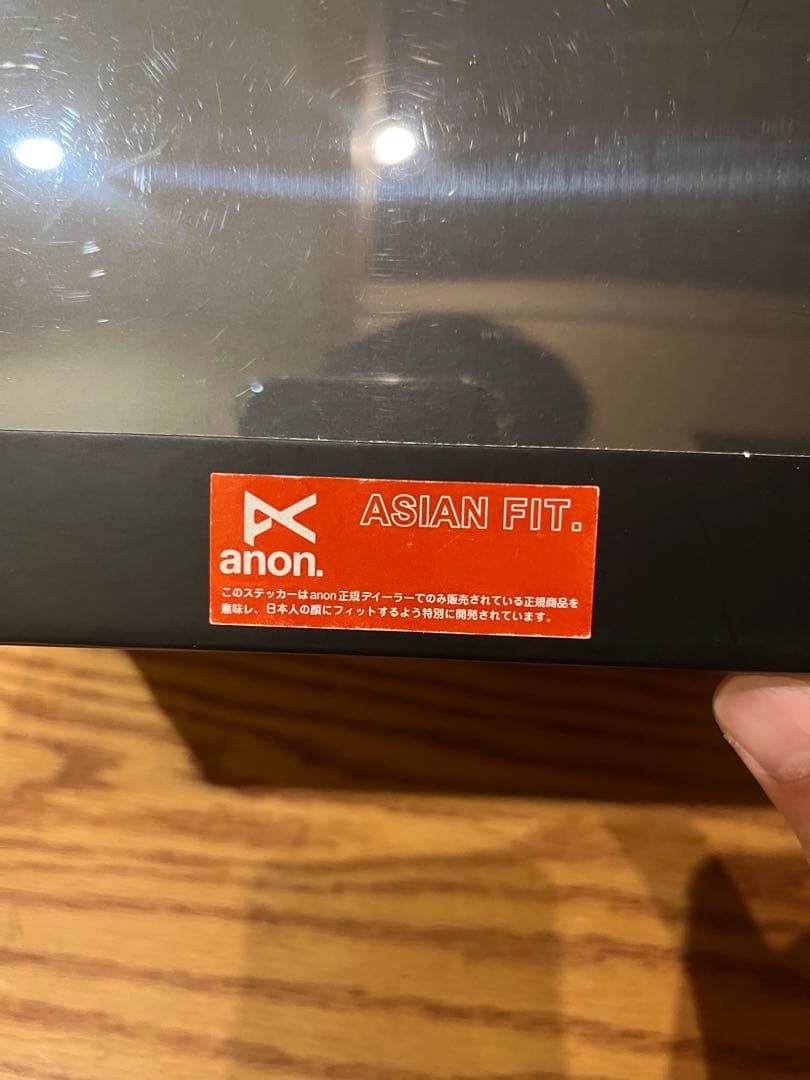 ASIAN FIT.
anon.
このステッカーはanon正規デイーラーでのみ販売されている正規商品を
意味レ、日本人の顔にフィットするよう特別に開発されています。